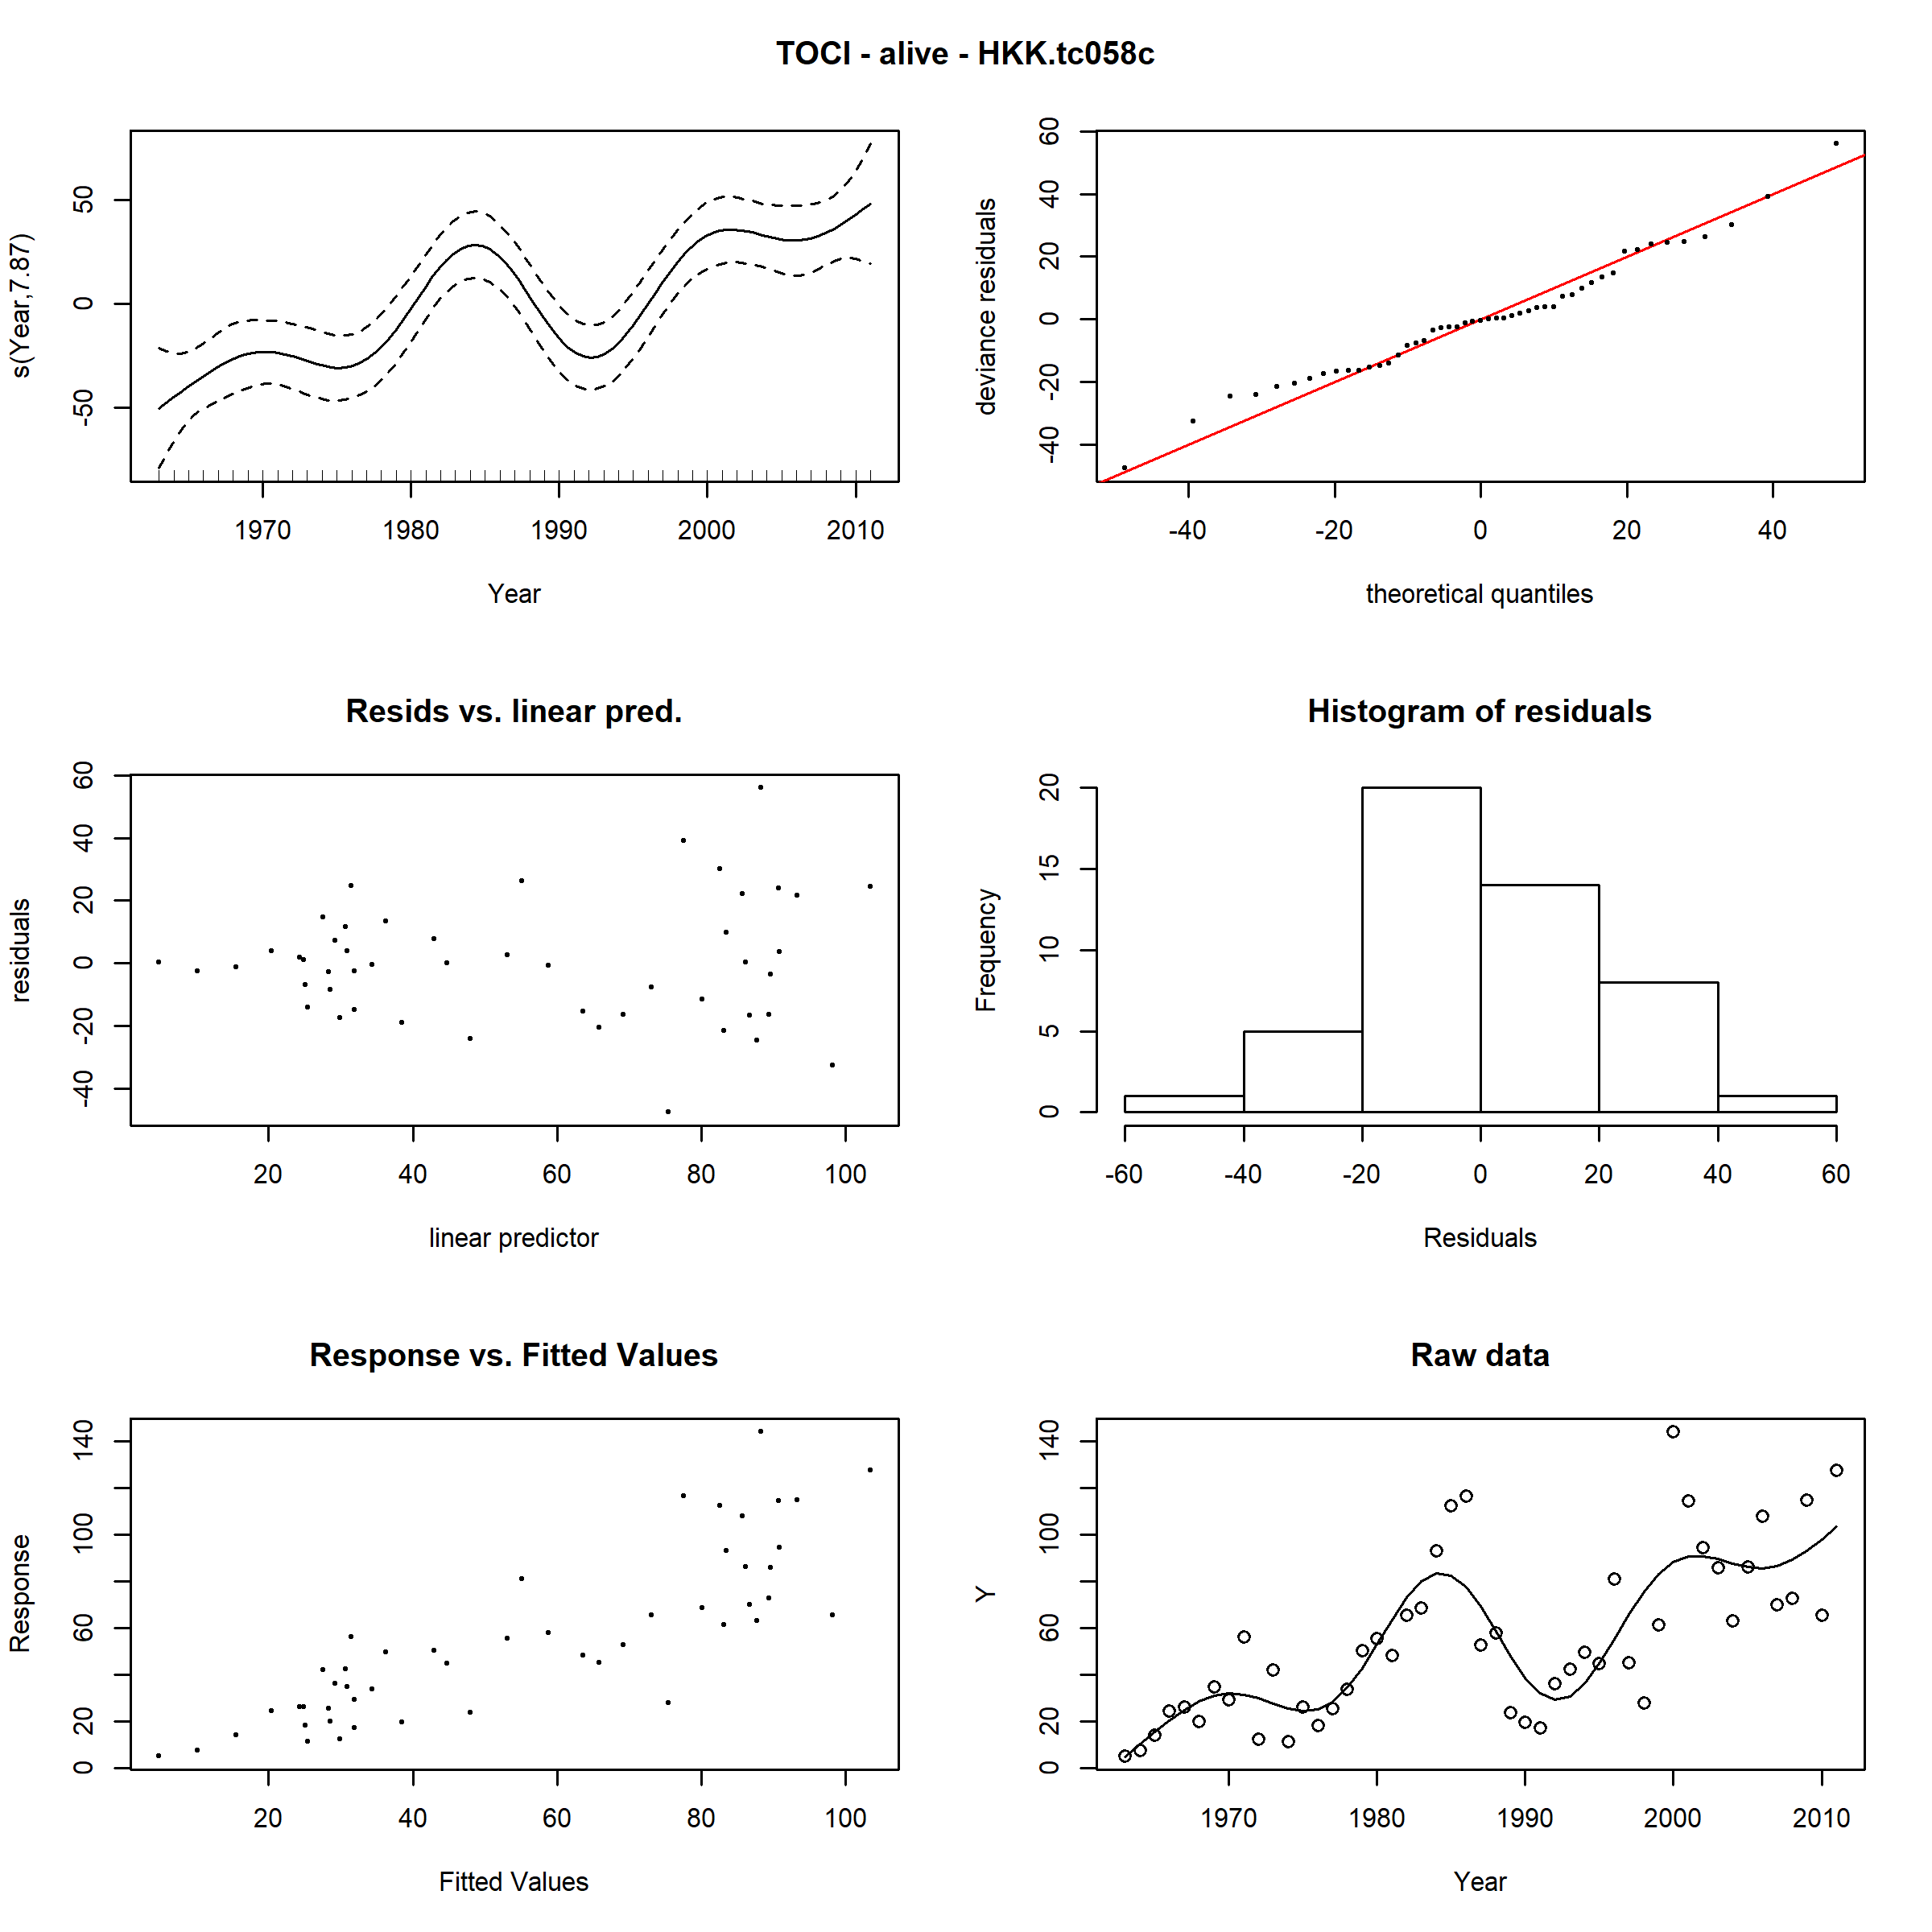 TOCI - alive - HKK.tc058c
s(Year,7.87)
50
0
-50
1970 1980 1990 2000 2010
Year
deviance residuals
60
40
20
0
-20
-40
-40 -20 0 20 40
theoretical quantiles
Resids vs. linear pred.
residuals
60
40
20
0
-20
-40
20 40 60 80 100
linear predictor
Histogram of residuals
Frequency
20
15
10
5
0
-60 -40 -20 0 20 40 60
Residuals
Response vs. Fitted Values
Response
140
100
60
20
0
20 40 60 80 100
Fitted Values
Raw data
Y
140
100
60
20
0
1970 1980 1990 2000 2010
Year